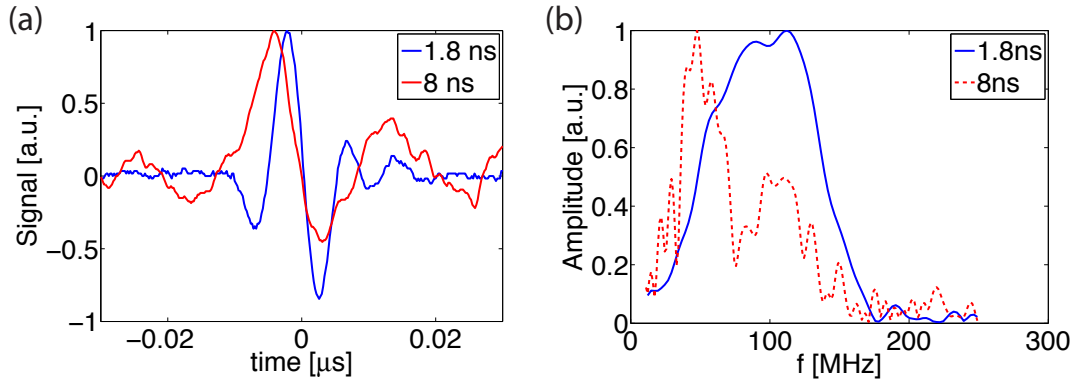 (a)
1
0.5
0
−0.5
−1
Signal [a.u.]
−0.02
0
0.02
time [μs]
1.8 ns
8 ns
(b)
1
0.8
0.6
0.4
0.2
0
Amplitude [a.u.]
0
100
200
300
f [MHz]
1.8ns
8ns